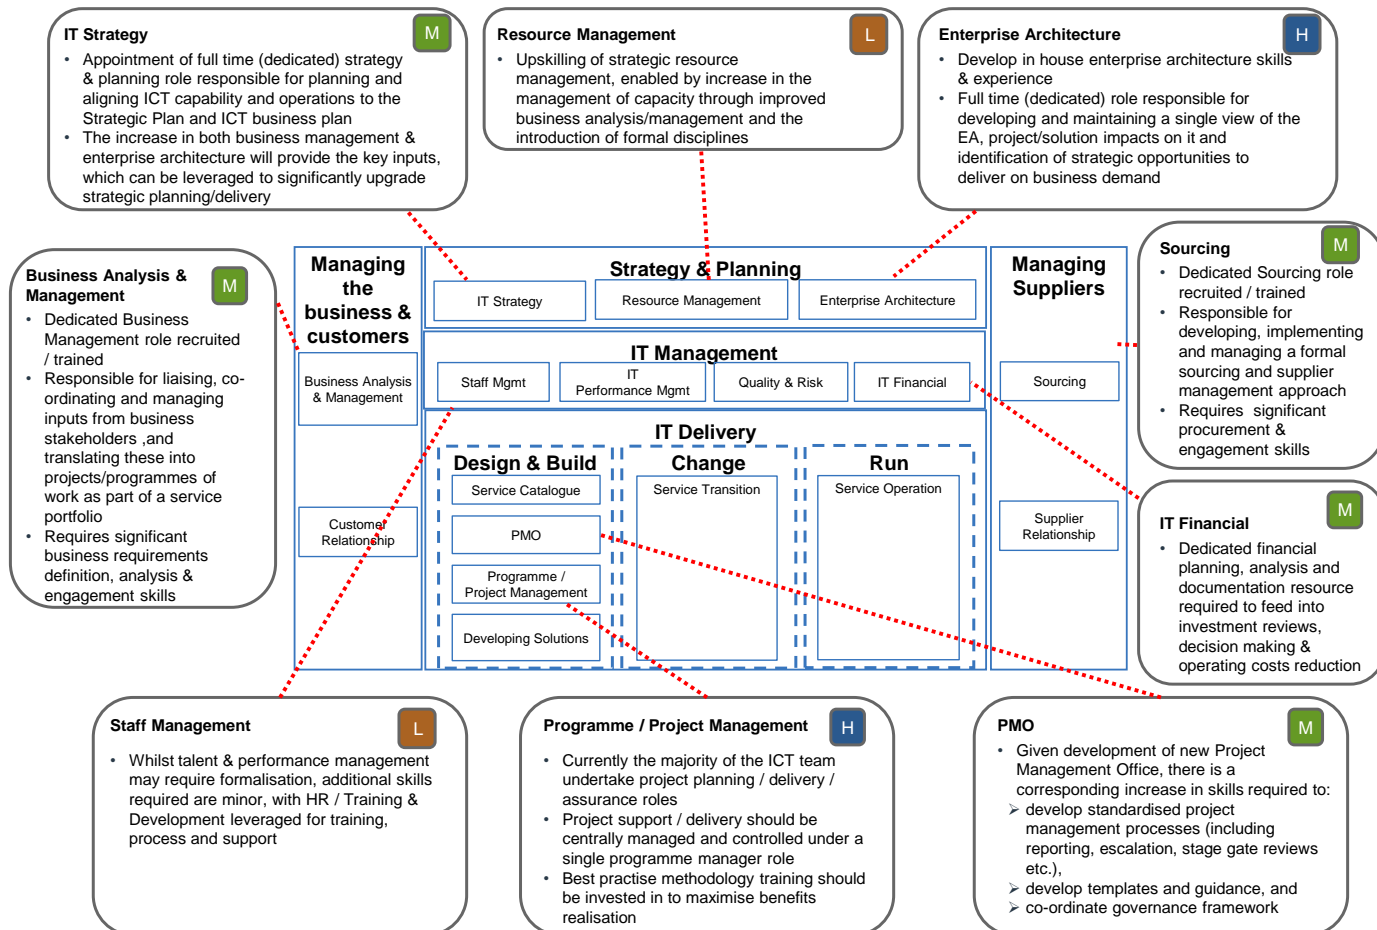 IT Strategy
M
• Appointment of full time (dedicated) strategy
& planning role responsible for planning and
aligning ICT capability and operations to the
Strategic Plan and ICT business plan
• The increase in both business management &
enterprise architecture will provide the key inputs,
which can be leveraged to significantly upgrade
strategic planning/delivery
Resource Management
L
• Upskilling of strategic resource
management, enabled by increase in the
management of capacity through improved
business analysis/management and the
introduction of formal disciplines
Enterprise Architecture
H
• Develop in house enterprise architecture skills
& experience
• Full time (dedicated) role responsible for
developing and maintaining a single view of the
EA, project/solution impacts on it and
identification of strategic opportunities to
deliver on business demand
Business Analysis &
Management
M
• Dedicated Business
Management role recruited
/ trained
• Responsible for liaising, co-
ordinating and managing
inputs from business
stakeholders ,and
translating these into
projects/programmes of
work as part of a service
portfolio
• Requires significant
business requirements
definition, analysis &
engagement skills
Managing
the
business &
customers
Business Analysis
& Management
Customer
Relationship
Strategy & Planning
IT Strategy
Resource Management
Enterprise Architecture
IT Management
Staff Mgmt
IT
Performance Mgmt
Quality & Risk
IT Financial
IT Delivery
Design & Build
Service Catalogue
PMO
Programme /
Project Management
Developing Solutions
Change
Service Transition
Run
Service Operation
Managing
Suppliers
Sourcing
Supplier
Relationship
Sourcing
M
• Dedicated Sourcing role
recruited / trained
• Responsible for
developing, implementing
and managing a formal
sourcing and supplier
management approach
• Requires significant
procurement &
engagement skills
IT Financial
M
• Dedicated financial
planning, analysis and
documentation resource
required to feed into
investment reviews,
decision making &
operating costs reduction
Staff Management
L
• Whilst talent & performance management
may require formalisation, additional skills
required are minor, with HR / Training &
Development leveraged for training,
process and support
Programme / Project Management
H
• Currently the majority of the ICT team
undertake project planning / delivery /
assurance roles
• Project support / delivery should be
centrally managed and controlled under a
single programme manager role
• Best practise methodology training should
be invested in to maximise benefits
realisation
PMO
M
• Given development of new Project
Management Office, there is a
corresponding increase in skills required to:
➢ develop standardised project
management processes (including
reporting, escalation, stage gate reviews
etc.),
➢ develop templates and guidance, and
➢ co-ordinate governance framework